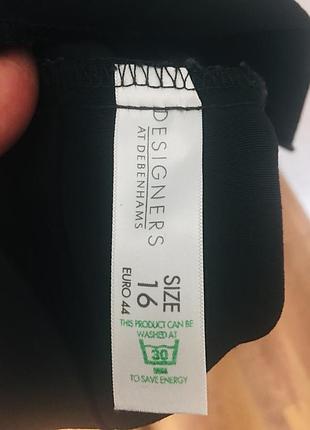 DESIGNERS
AT DEBENHAMS
SIZE
16
EURO 44
THIS PRODUCT CAN BE
WASHED AT
30
TO SAVE ENERGY